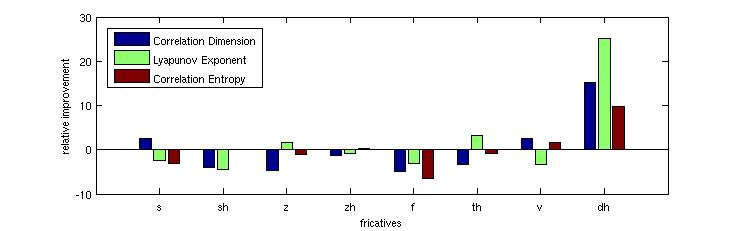 30
20
10
0
-10
relative improvement
Correlation Dimension
Lyapunov Exponent
Correlation Entropy
s sh z zh f th v dh
fricatives